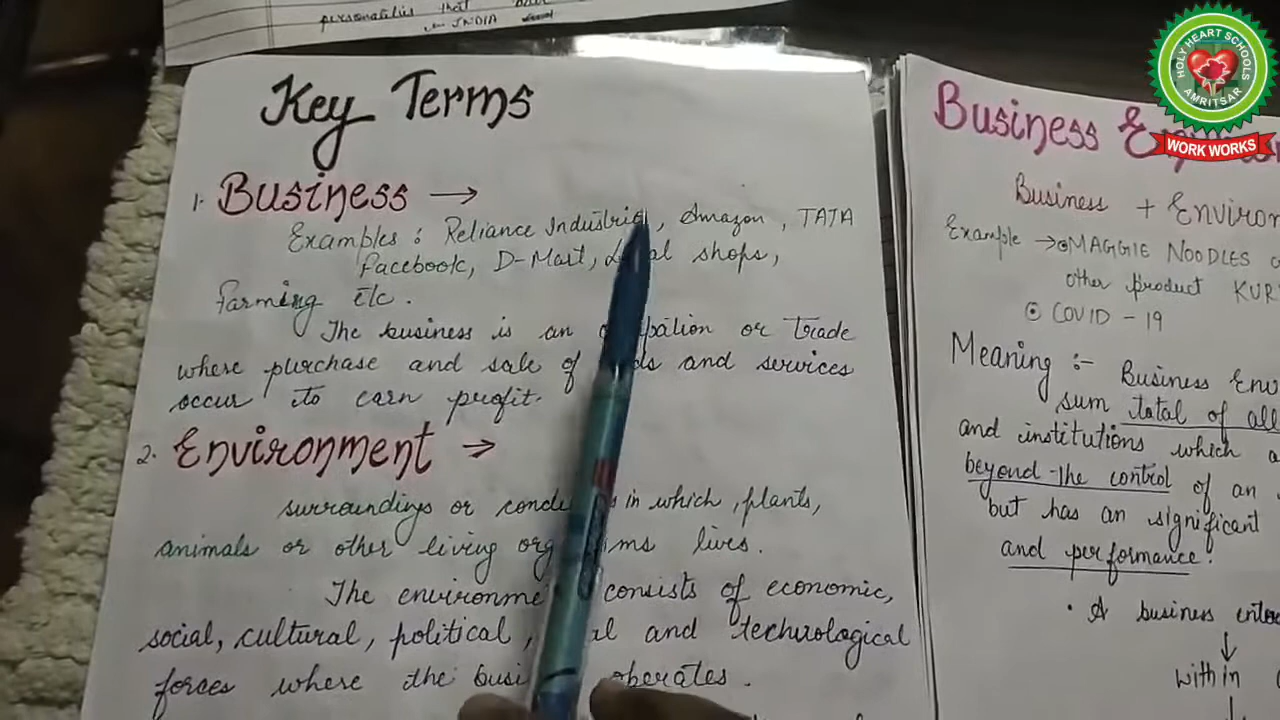 personalities that
in INDIA
Key Terms
1. Business →
Examples : Reliance Industrie, Amazon, TATA
Facebook, D-Mart, shops,
farming etc.
The business is an or trade
where purchase and sale of and services
occur to earn profit.
2. Environment →
surroundings or in which, plants,
animals or other living lives.
The consists of economic,
social, cultural, political, and technological
forces where the operates.
Business
Business + Environ
Example → MAGGIE NOODLES
other product KUR
COVID - 19
Meaning :- Business Env
sum total of all
and institutions which a
beyond the control of an
but has an significant
and performance.
• A business enter
↓
within
HOLY HEART SCHOOLS
AMRITSAR
WORK WORKS